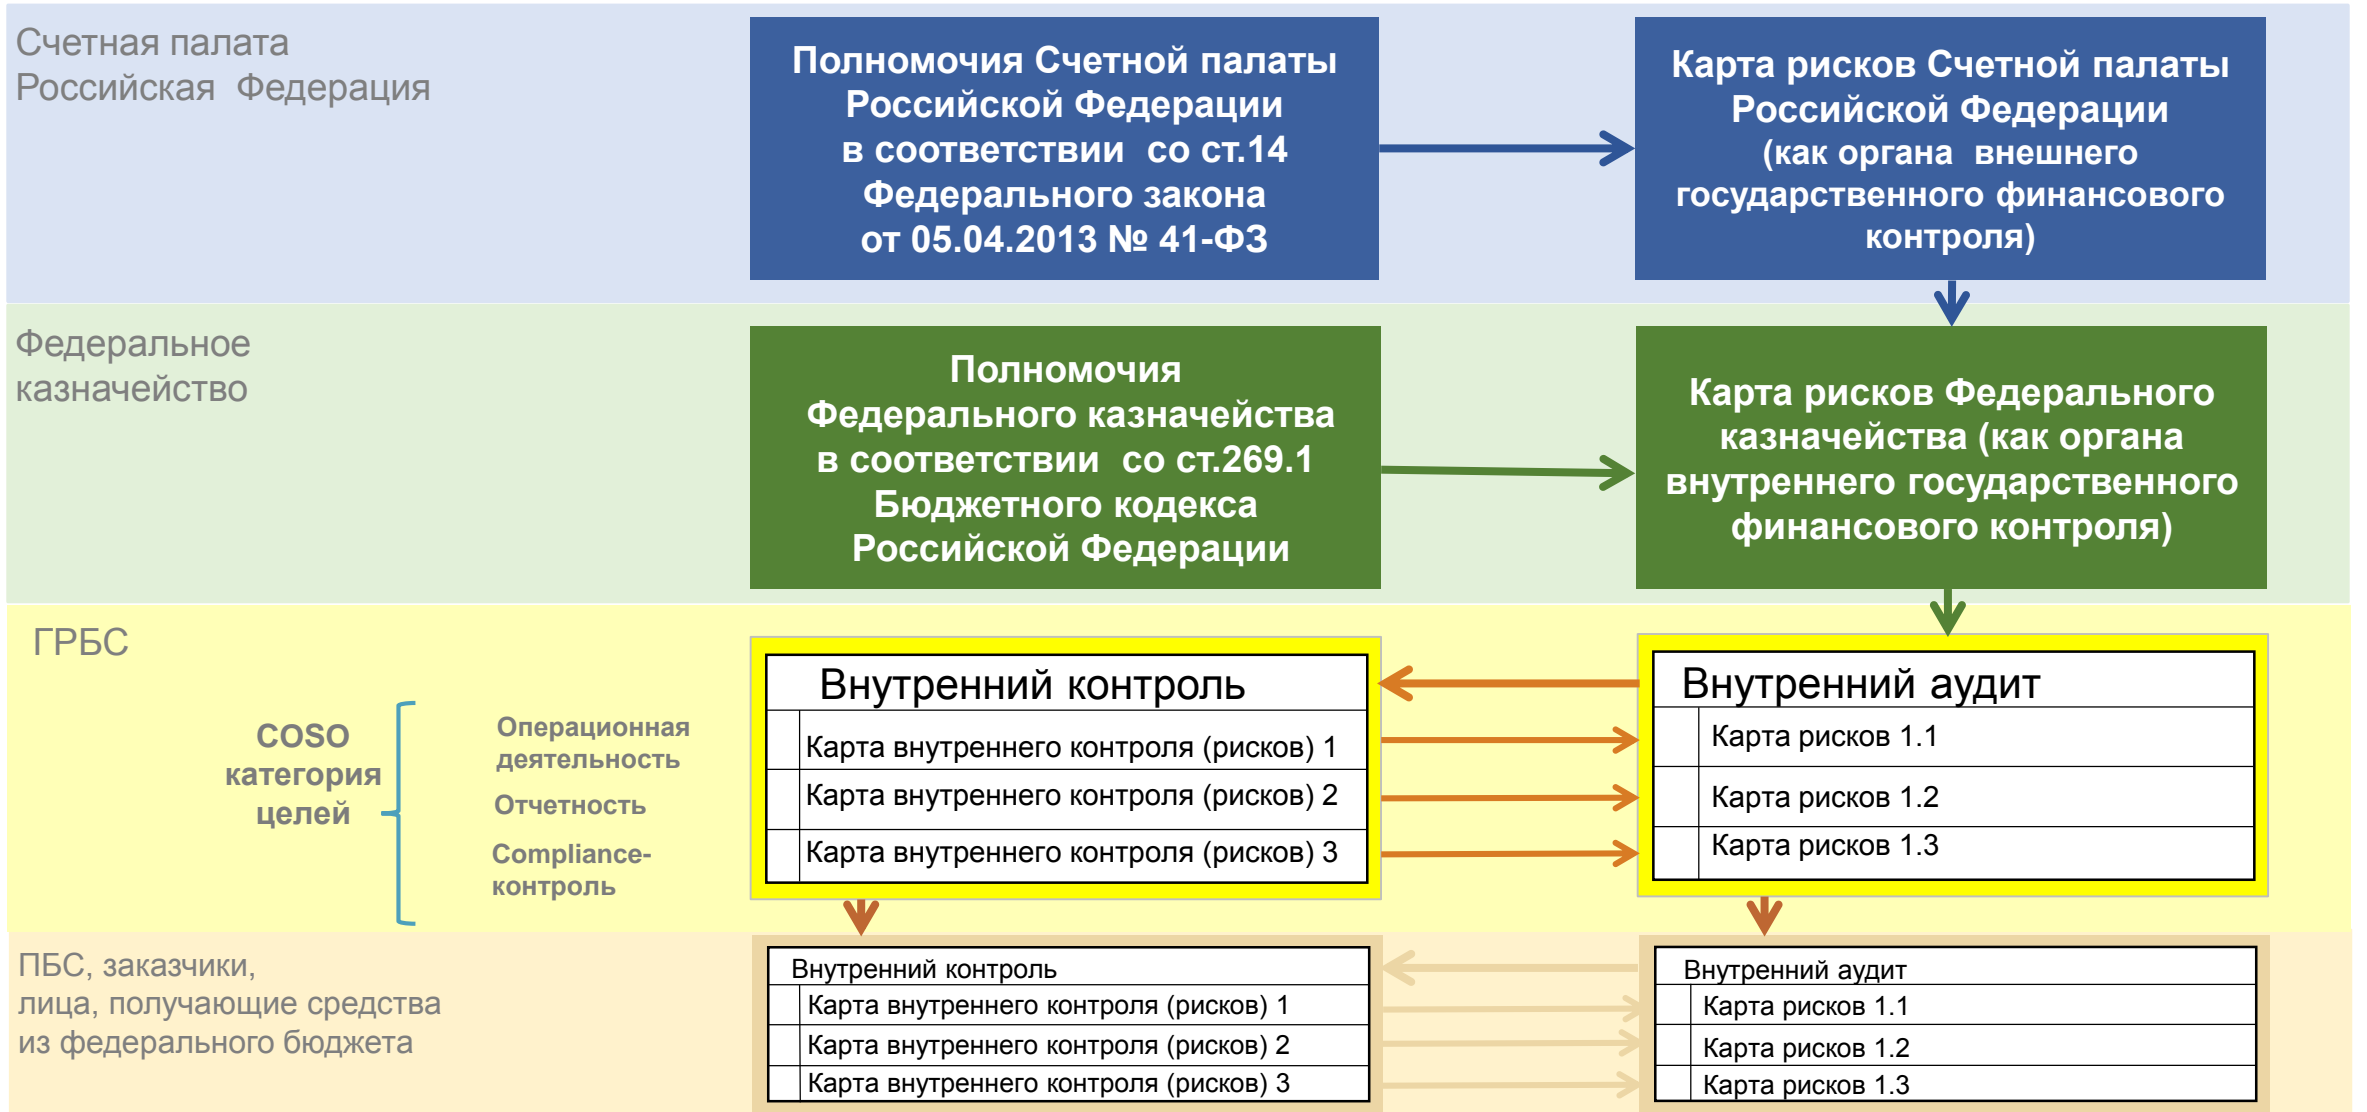 Счетная палата
Российская Федерация
Полномочия Счетной палаты
Российской Федерации
в соответствии со ст.14
Федерального закона
от 05.04.2013 № 41-ФЗ
Карта рисков Счетной палаты
Российской Федерации
(как органа внешнего
государственного финансового
контроля)
Федеральное
казначейство
Полномочия
Федерального казначейства
в соответствии со ст.269.1
Бюджетного кодекса
Российской Федерации
Карта рисков Федерального
казначейства (как органа
внутреннего государственного
финансового контроля)
ГРБС
COSO
категория
целей
Операционная
деятельность
Отчетность
Compliance-
контроль
Внутренний контроль
Карта внутреннего контроля (рисков) 1
Карта внутреннего контроля (рисков) 2
Карта внутреннего контроля (рисков) 3
Внутренний аудит
Карта рисков 1.1
Карта рисков 1.2
Карта рисков 1.3
ПБС, заказчики,
лица, получающие средства
из федерального бюджета
Внутренний контроль
Карта внутреннего контроля (рисков) 1
Карта внутреннего контроля (рисков) 2
Карта внутреннего контроля (рисков) 3
Внутренний аудит
Карта рисков 1.1
Карта рисков 1.2
Карта рисков 1.3